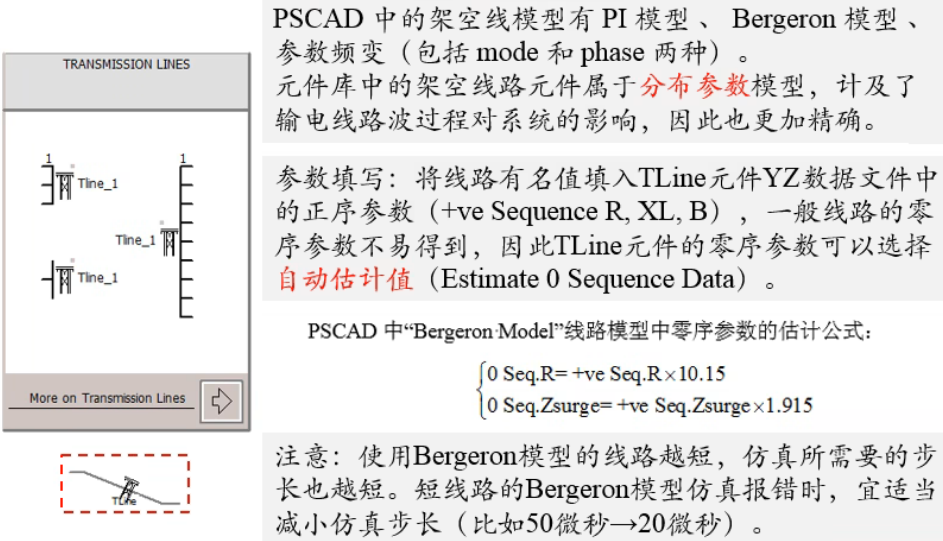 PSCAD 中的架空线模型有 PI 模型 、 Bergeron 模型 、
参数频变（包括 mode 和 phase 两种）。
元件库中的架空线路元件属于分布参数模型，计及了
输电线路波过程对系统的影响，因此也更加精确。
TRANSMISSION LINES
1
Tline_1
1
Tline_1
Tline_1
More on Transmission Lines
TLine
参数填写：将线路有名值填入TLine元件YZ数据文件中
的正序参数（+ve Sequence R, XL, B），一般线路的零
序参数不易得到，因此TLine元件的零序参数可以选择
自动估计值（Estimate 0 Sequence Data）。
PSCAD 中“Bergeron Model”线路模型中零序参数的估计公式：
0 Seq.R= +ve Seq.R×10.15
0 Seq.Zsurge= +ve Seq.Zsurge×1.915
注意：使用Bergeron模型的线路越短，仿真所需要的步
长也越短。短线路的Bergeron模型仿真报错时，宜适当
减小仿真步长（比如50微秒→20微秒）。